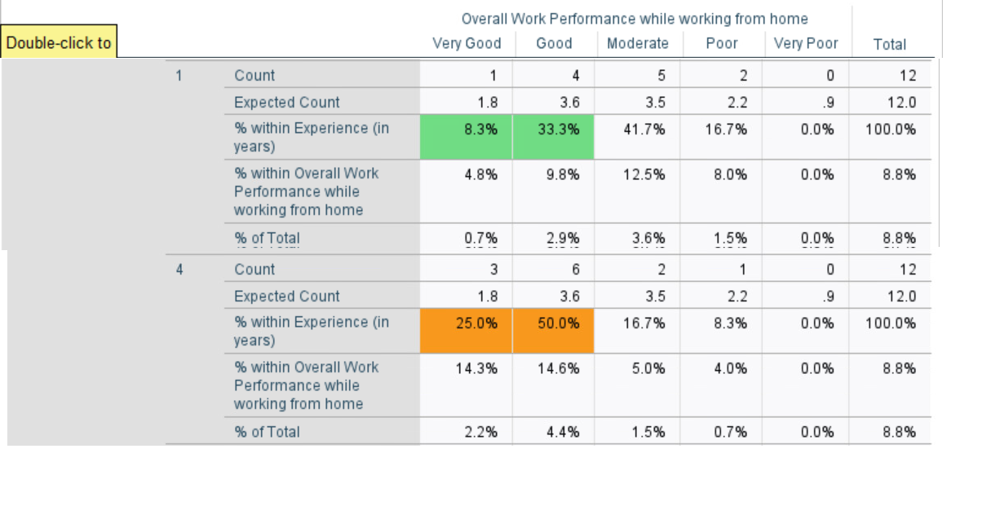 Overall Work Performance while working from home
Double-click to
Very Good Good Moderate Poor Very Poor Total
1 Count 1 4 5 2 0 12
Expected Count 1.8 3.6 3.5 2.2 .9 12.0
% within Experience (in 8.3% 33.3% 41.7% 16.7% 0.0% 100.0%
years)
% within Overall Work 4.8% 9.8% 12.5% 8.0% 0.0% 8.8%
Performance while
working from home
% of Total 0.7% 2.9% 3.6% 1.5% 0.0% 8.8%
4 Count 3 6 2 1 0 12
Expected Count 1.8 3.6 3.5 2.2 .9 12.0
% within Experience (in 25.0% 50.0% 16.7% 8.3% 0.0% 100.0%
years)
% within Overall Work 14.3% 14.6% 5.0% 4.0% 0.0% 8.8%
Performance while
working from home
% of Total 2.2% 4.4% 1.5% 0.7% 0.0% 8.8%